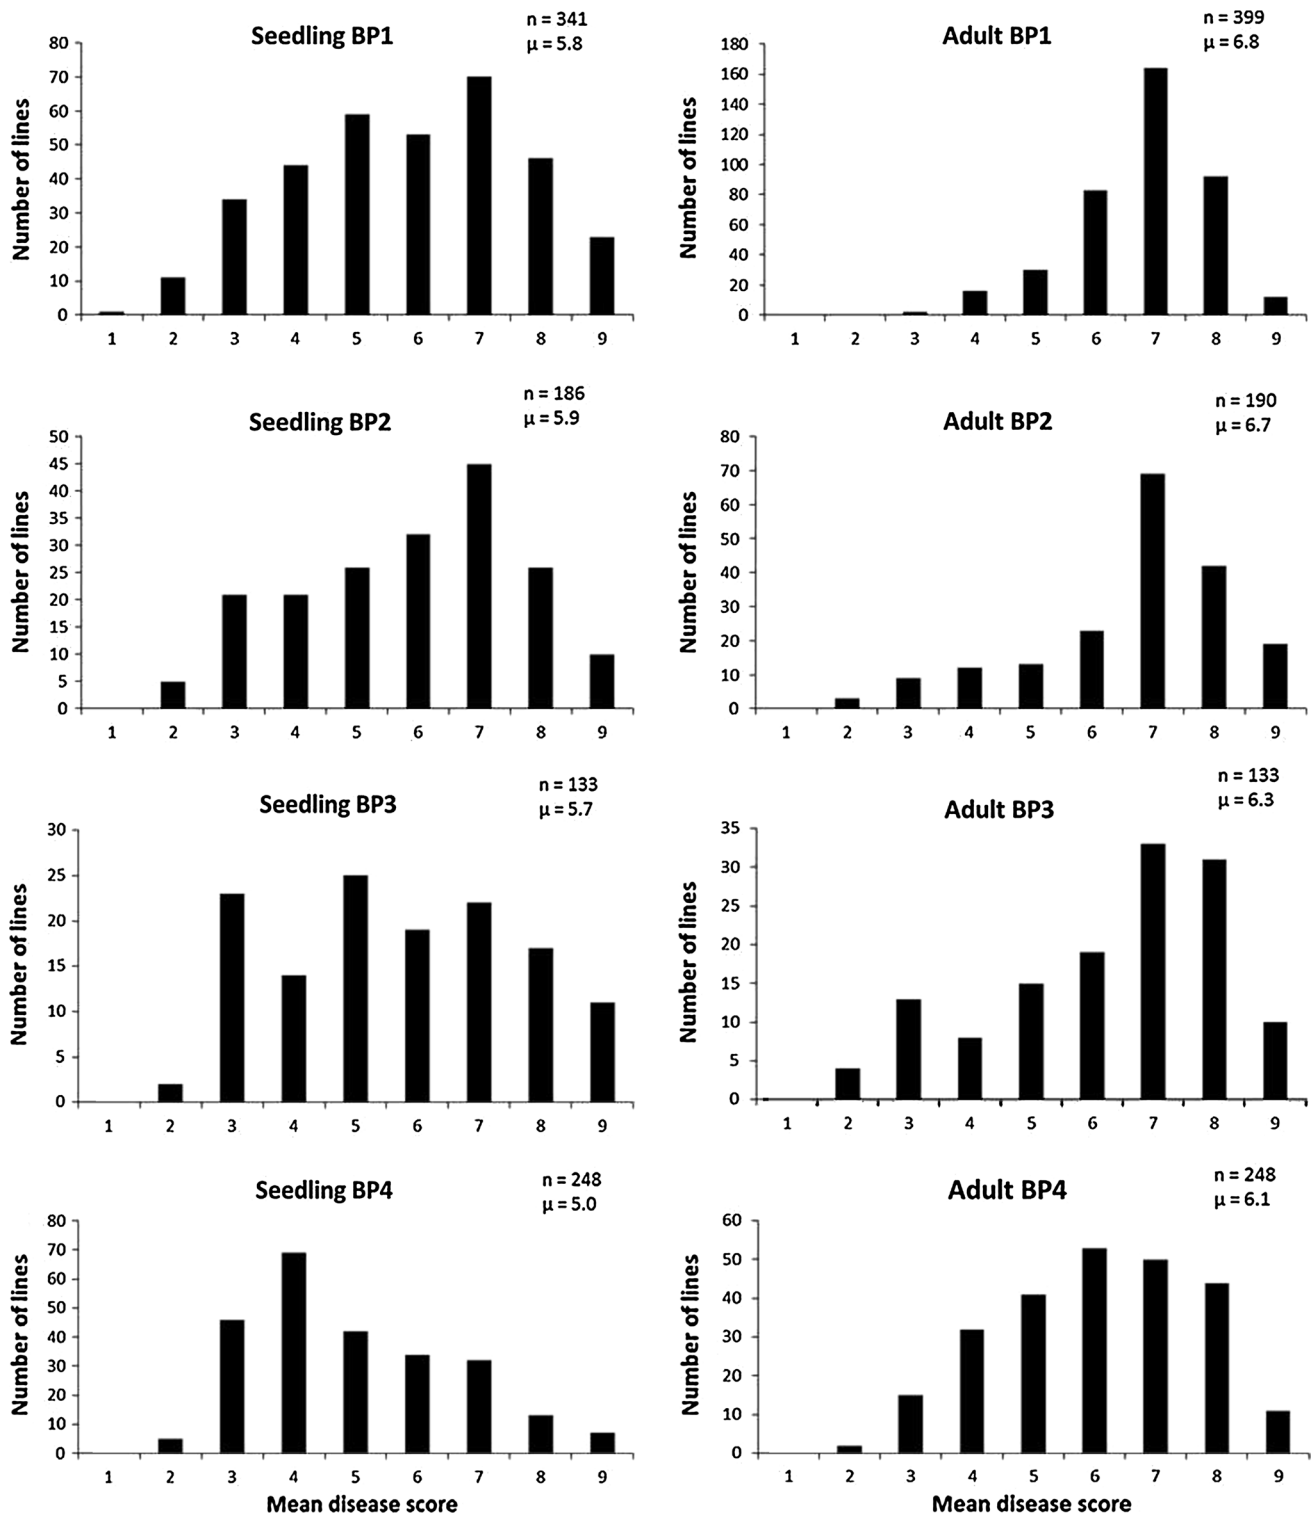 Seedling BP1
n = 341
μ = 5.8
Number of lines
80
70
60
50
40
30
20
10
0
1 2 3 4 5 6 7 8 9
Adult BP1
n = 399
μ = 6.8
Number of lines
180
160
140
120
100
80
60
40
20
0
1 2 3 4 5 6 7 8 9
Seedling BP2
n = 186
μ = 5.9
Number of lines
50
45
40
35
30
25
20
15
10
5
0
1 2 3 4 5 6 7 8 9
Adult BP2
n = 190
μ = 6.7
Number of lines
80
70
60
50
40
30
20
10
0
1 2 3 4 5 6 7 8 9
Seedling BP3
n = 133
μ = 5.7
Number of lines
30
25
20
15
10
5
0
1 2 3 4 5 6 7 8 9
Adult BP3
n = 133
μ = 6.3
Number of lines
35
30
25
20
15
10
5
0
1 2 3 4 5 6 7 8 9
Seedling BP4
n = 248
μ = 5.0
Number of lines
80
70
60
50
40
30
20
10
0
1 2 3 4 5 6 7 8 9
Mean disease score
Adult BP4
n = 248
μ = 6.1
Number of lines
60
50
40
30
20
10
0
1 2 3 4 5 6 7 8 9
Mean disease score